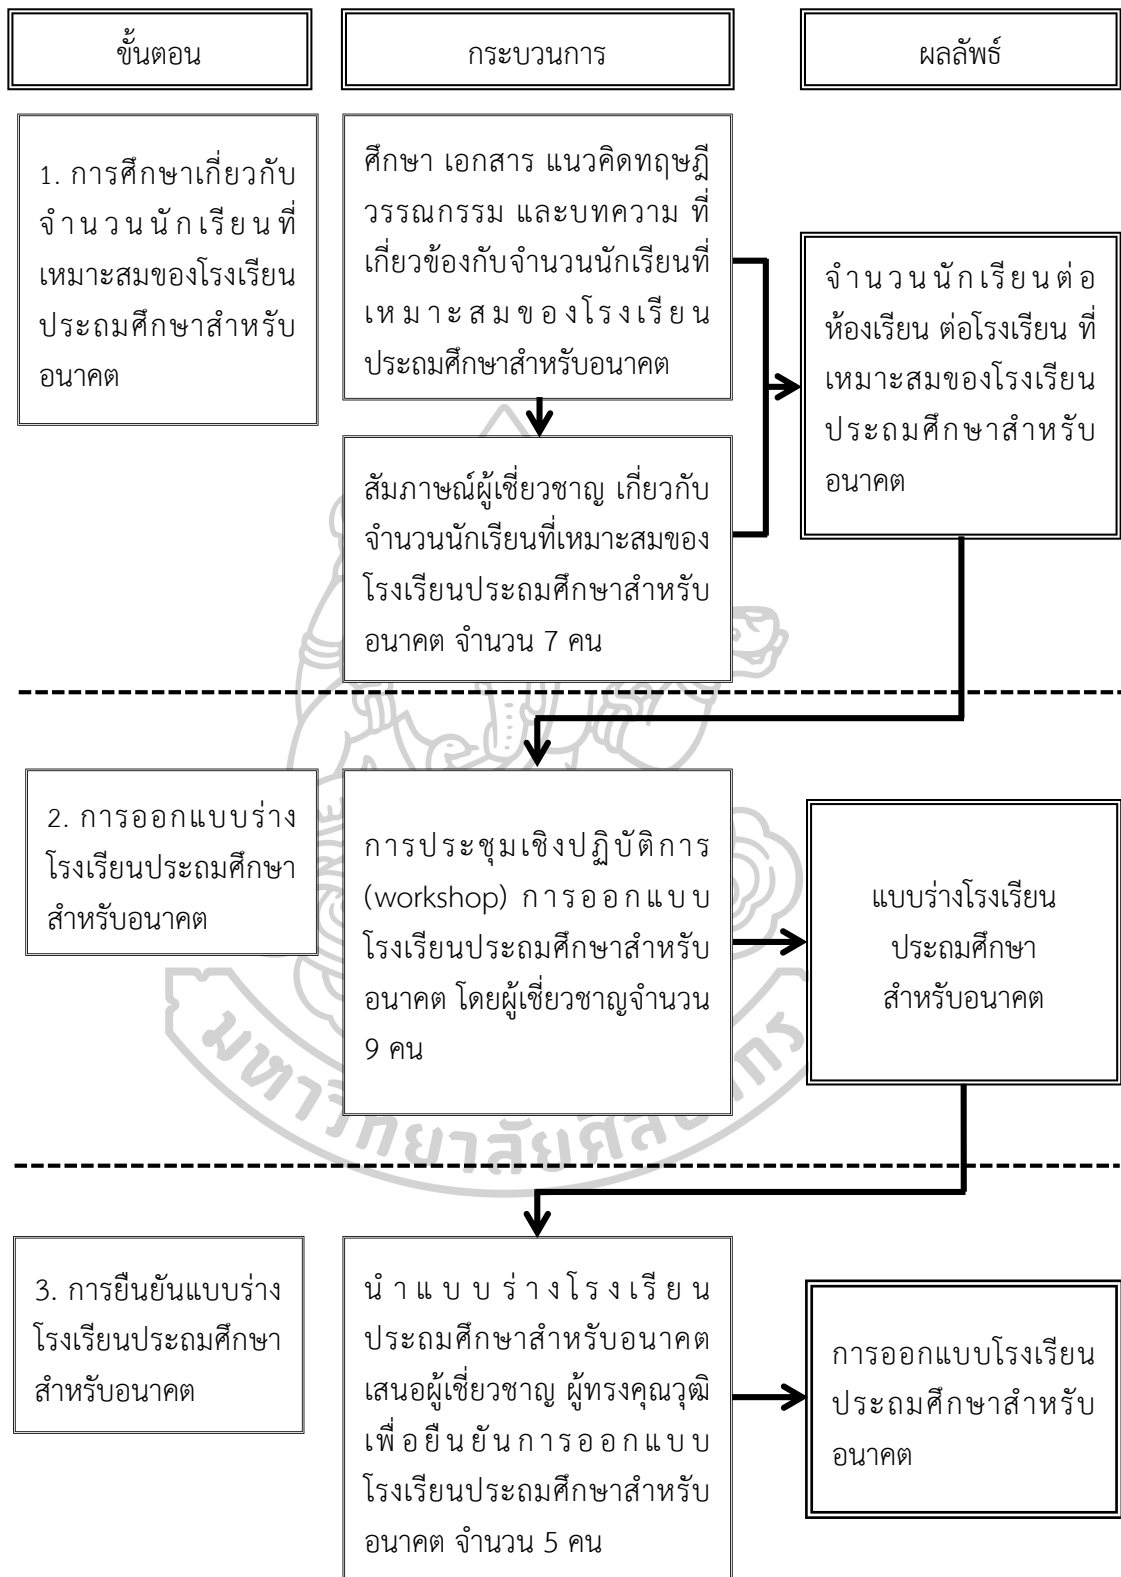 ขั้นตอน
กระบวนการ
ผลลัพธ์
1. การศึกษาเกี่ยวกับ
จำนวนนักเรียนที่
เหมาะสมของโรงเรียน
ประถมศึกษาสำหรับ
อนาคต
ศึกษา เอกสาร แนวคิดทฤษฎี
วรรณกรรม และบทความ ที่
เกี่ยวข้องกับจำนวนนักเรียนที่
เหมาะสมของโรงเรียน
ประถมศึกษาสำหรับอนาคต
สัมภาษณ์ผู้เชี่ยวชาญ เกี่ยวกับ
จำนวนนักเรียนที่เหมาะสมของ
โรงเรียนประถมศึกษาสำหรับ
อนาคต จำนวน 7 คน
จำนวนนักเรียนต่อ
ห้องเรียน ต่อโรงเรียน ที่
เหมาะสมของโรงเรียน
ประถมศึกษาสำหรับ
อนาคต
2. การออกแบบร่าง
โรงเรียนประถมศึกษา
สำหรับอนาคต
การประชุมเชิงปฏิบัติการ
(workshop) การออกแบบ
โรงเรียนประถมศึกษาสำหรับ
อนาคต โดยผู้เชี่ยวชาญจำนวน
9 คน
แบบร่างโรงเรียน
ประถมศึกษา
สำหรับอนาคต
3. การยืนยันแบบร่าง
โรงเรียนประถมศึกษา
สำหรับอนาคต
นำแบบร่างโรงเรียน
ประถมศึกษาสำหรับอนาคต
เสนอผู้เชี่ยวชาญ ผู้ทรงคุณวุฒิ
เพื่อยืนยันการออกแบบ
โรงเรียนประถมศึกษาสำหรับ
อนาคต จำนวน 5 คน
การออกแบบโรงเรียน
ประถมศึกษาสำหรับ
อนาคต